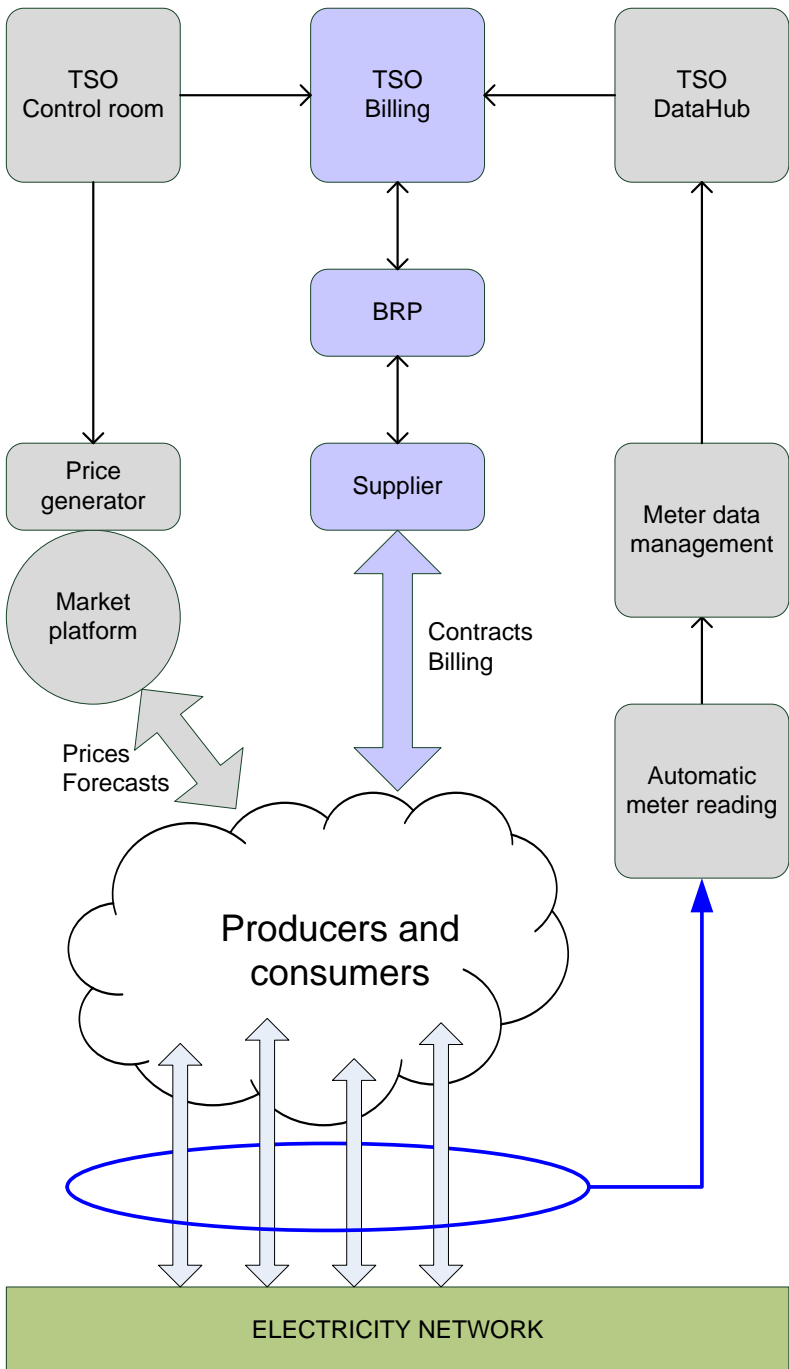 TSO
Control room
TSO
Billing
TSO
DataHub
BRP
Price
generator
Supplier
Meter data
management
Market
platform
Contracts
Billing
Prices
Forecasts
Automatic
meter reading
Producers and
consumers
ELECTRICITY NETWORK